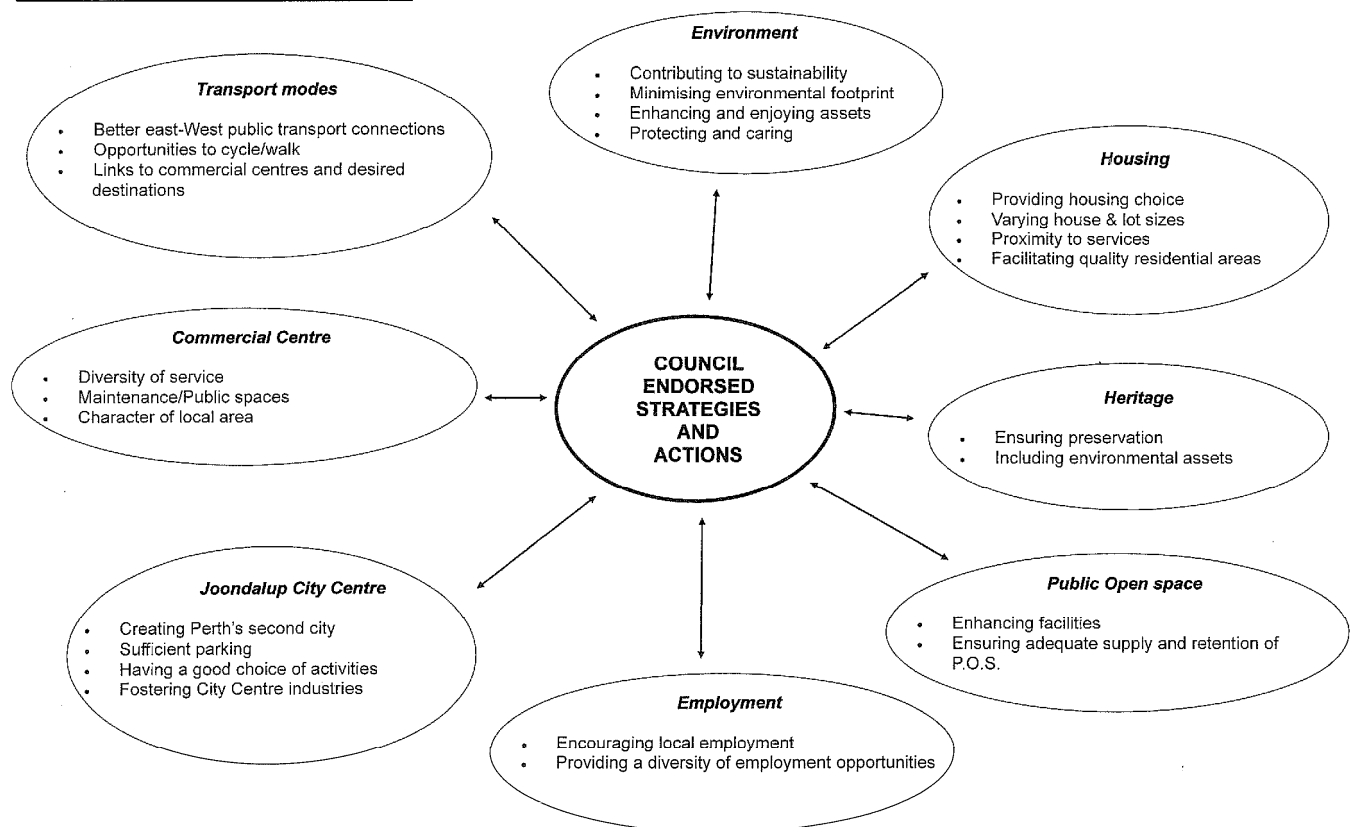 Environment
• Contributing to sustainability
• Minimising environmental footprint
• Enhancing and enjoying assets
• Protecting and caring
Transport modes
• Better east-West public transport connections
• Opportunities to cycle/walk
• Links to commercial centres and desired
destinations
Housing
• Providing housing choice
• Varying house & lot sizes
• Proximity to services
• Facilitating quality residential areas
Commercial Centre
• Diversity of service
• Maintenance/Public spaces
• Character of local area
COUNCIL
ENDORSED
STRATEGIES
AND
ACTIONS
Heritage
• Ensuring preservation
• Including environmental assets
Joondalup City Centre
• Creating Perth's second city
• Sufficient parking
• Having a good choice of activities
• Fostering City Centre industries
Public Open space
• Enhancing facilities
• Ensuring adequate supply and retention of
P.O.S.
Employment
• Encouraging local employment
• Providing a diversity of employment opportunities